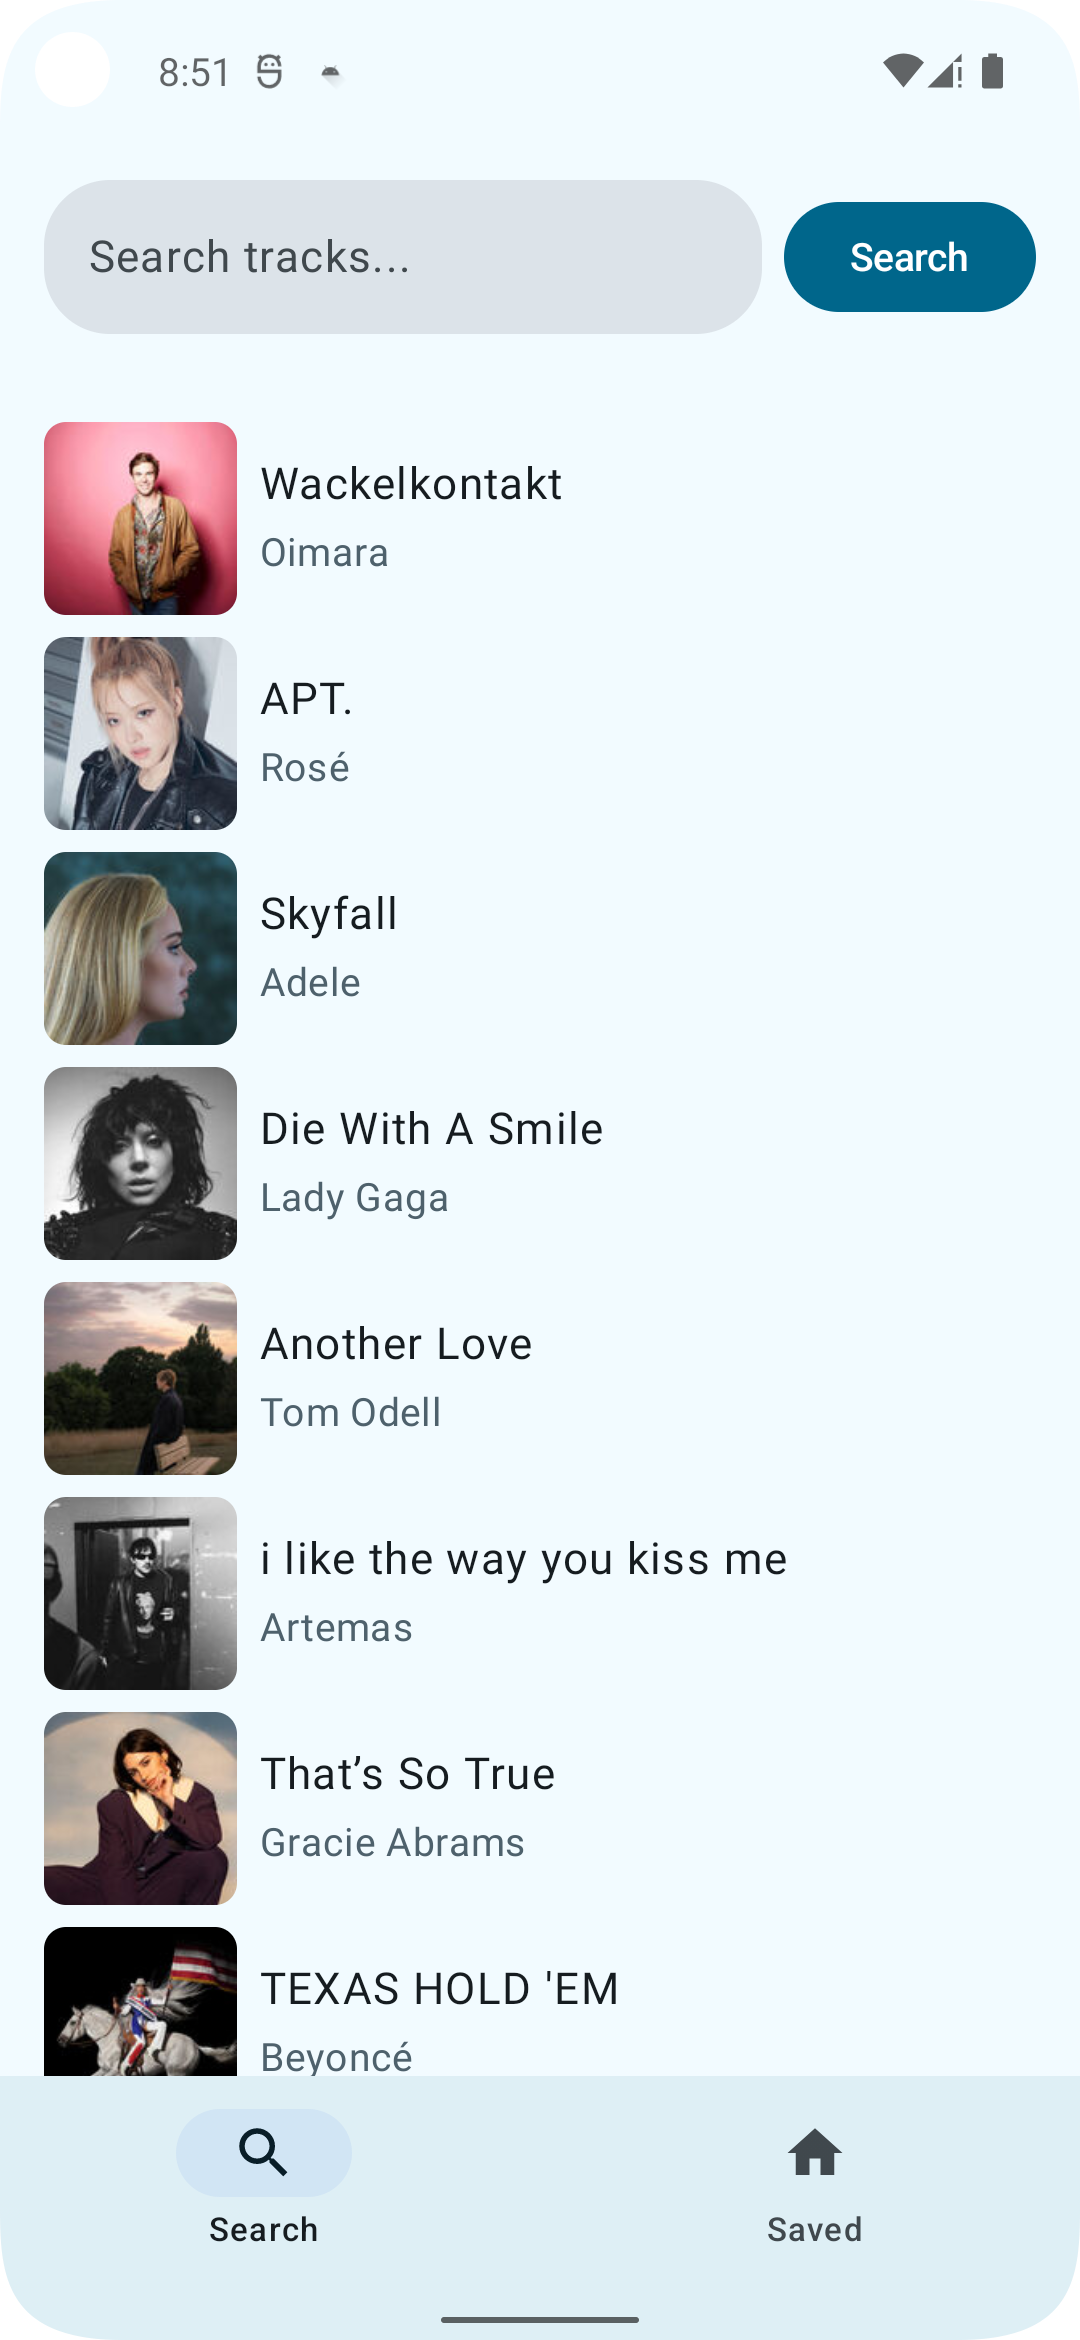 8:51
Search tracks...
Search
Wackelkontakt
Oimara
APT.
Rosé
Skyfall
Adele
Die With A Smile
Lady Gaga
Another Love
Tom Odell
i like the way you kiss me
Artemas
That’s So True
Gracie Abrams
TEXAS HOLD 'EM
Beyoncé
Search
Saved